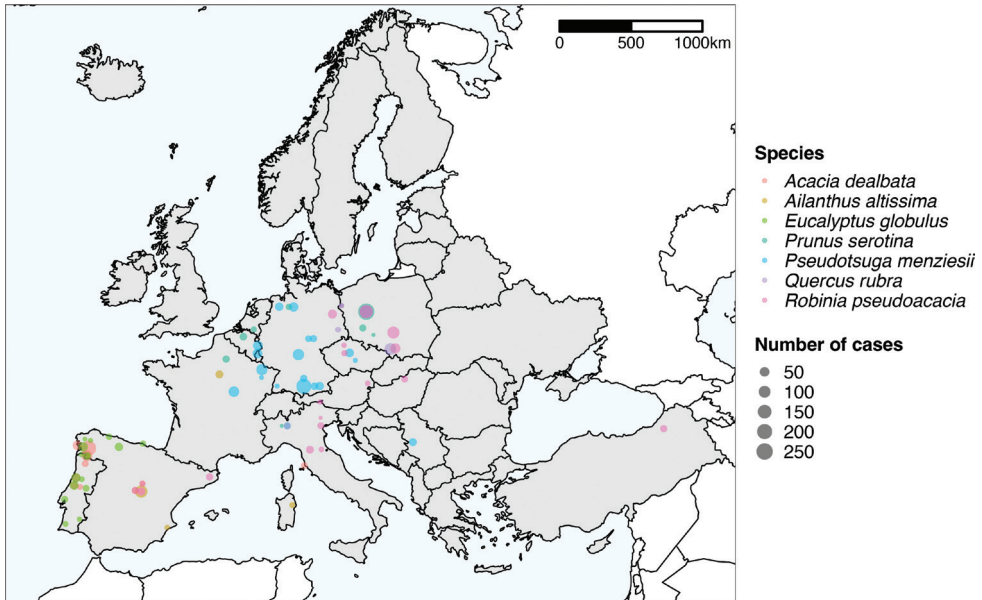 0 500 1000km
Species
Acacia dealbata
Ailanthus altissima
Eucalyptus globulus
Prunus serotina
Pseudotsuga menziesii
Quercus rubra
Robinia pseudoacacia
Number of cases
50
100
150
200
250